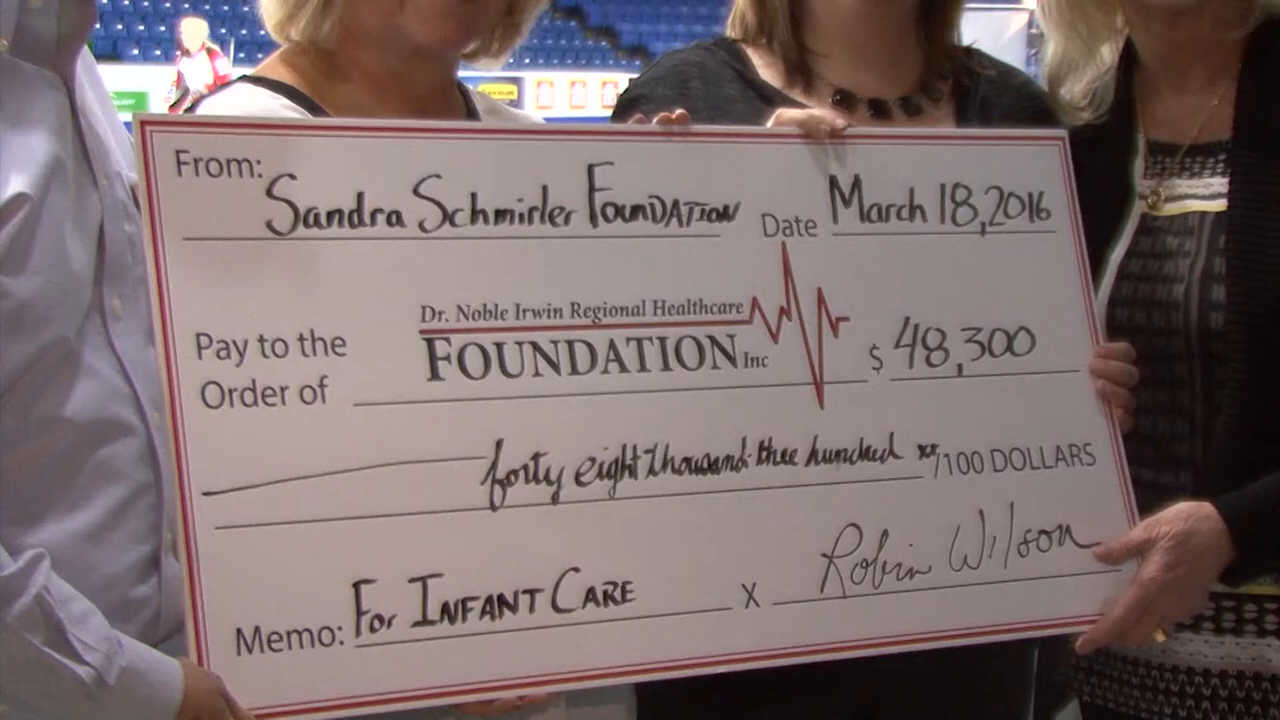 From: Sandra Schmirler Foundation Date March 18, 2016
Dr. Noble Irwin Regional Healthcare
Pay to the Order of FOUNDATION Inc $ 48,300
forty eight thousand three hundred xx/100 DOLLARS
Memo: For Infant Care X Robin Wilson